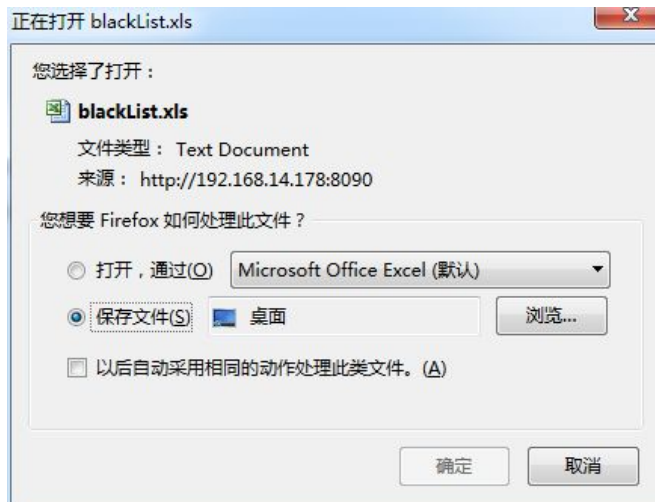 正在打开 blackList.xls
您选择了打开：
blackList.xls
文件类型： Text Document
来源： http://192.168.14.178:8090
您想要 Firefox 如何处理此文件？
打开，通过(O) Microsoft Office Excel (默认)
保存文件(S) 桌面 浏览...
以后自动采用相同的动作处理此类文件。(A)
确定 取消